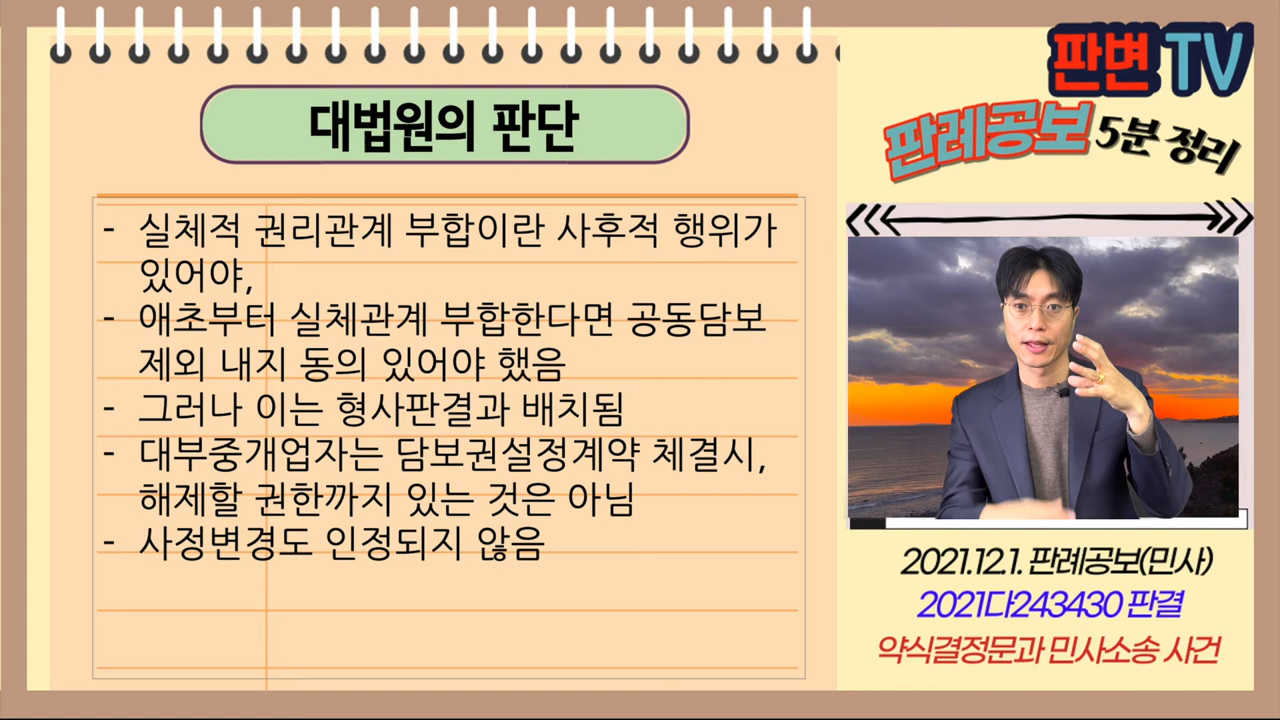 대법원의 판단
- 실체적 권리관계 부합이란 사후적 행위가
있어야,
- 애초부터 실체관계 부합한다면 공동담보
제외 내지 동의 있어야 했음
- 그러나 이는 형사판결과 배치됨
- 대부중개업자는 담보권설정계약 체결시,
해제할 권한까지 있는 것은 아님
- 사정변경도 인정되지 않음
판변 TV
판례공보 5분 정리
2021.12.1. 판례공보(민사)
2021다243430 판결
약식결정문과 민사소송 사건